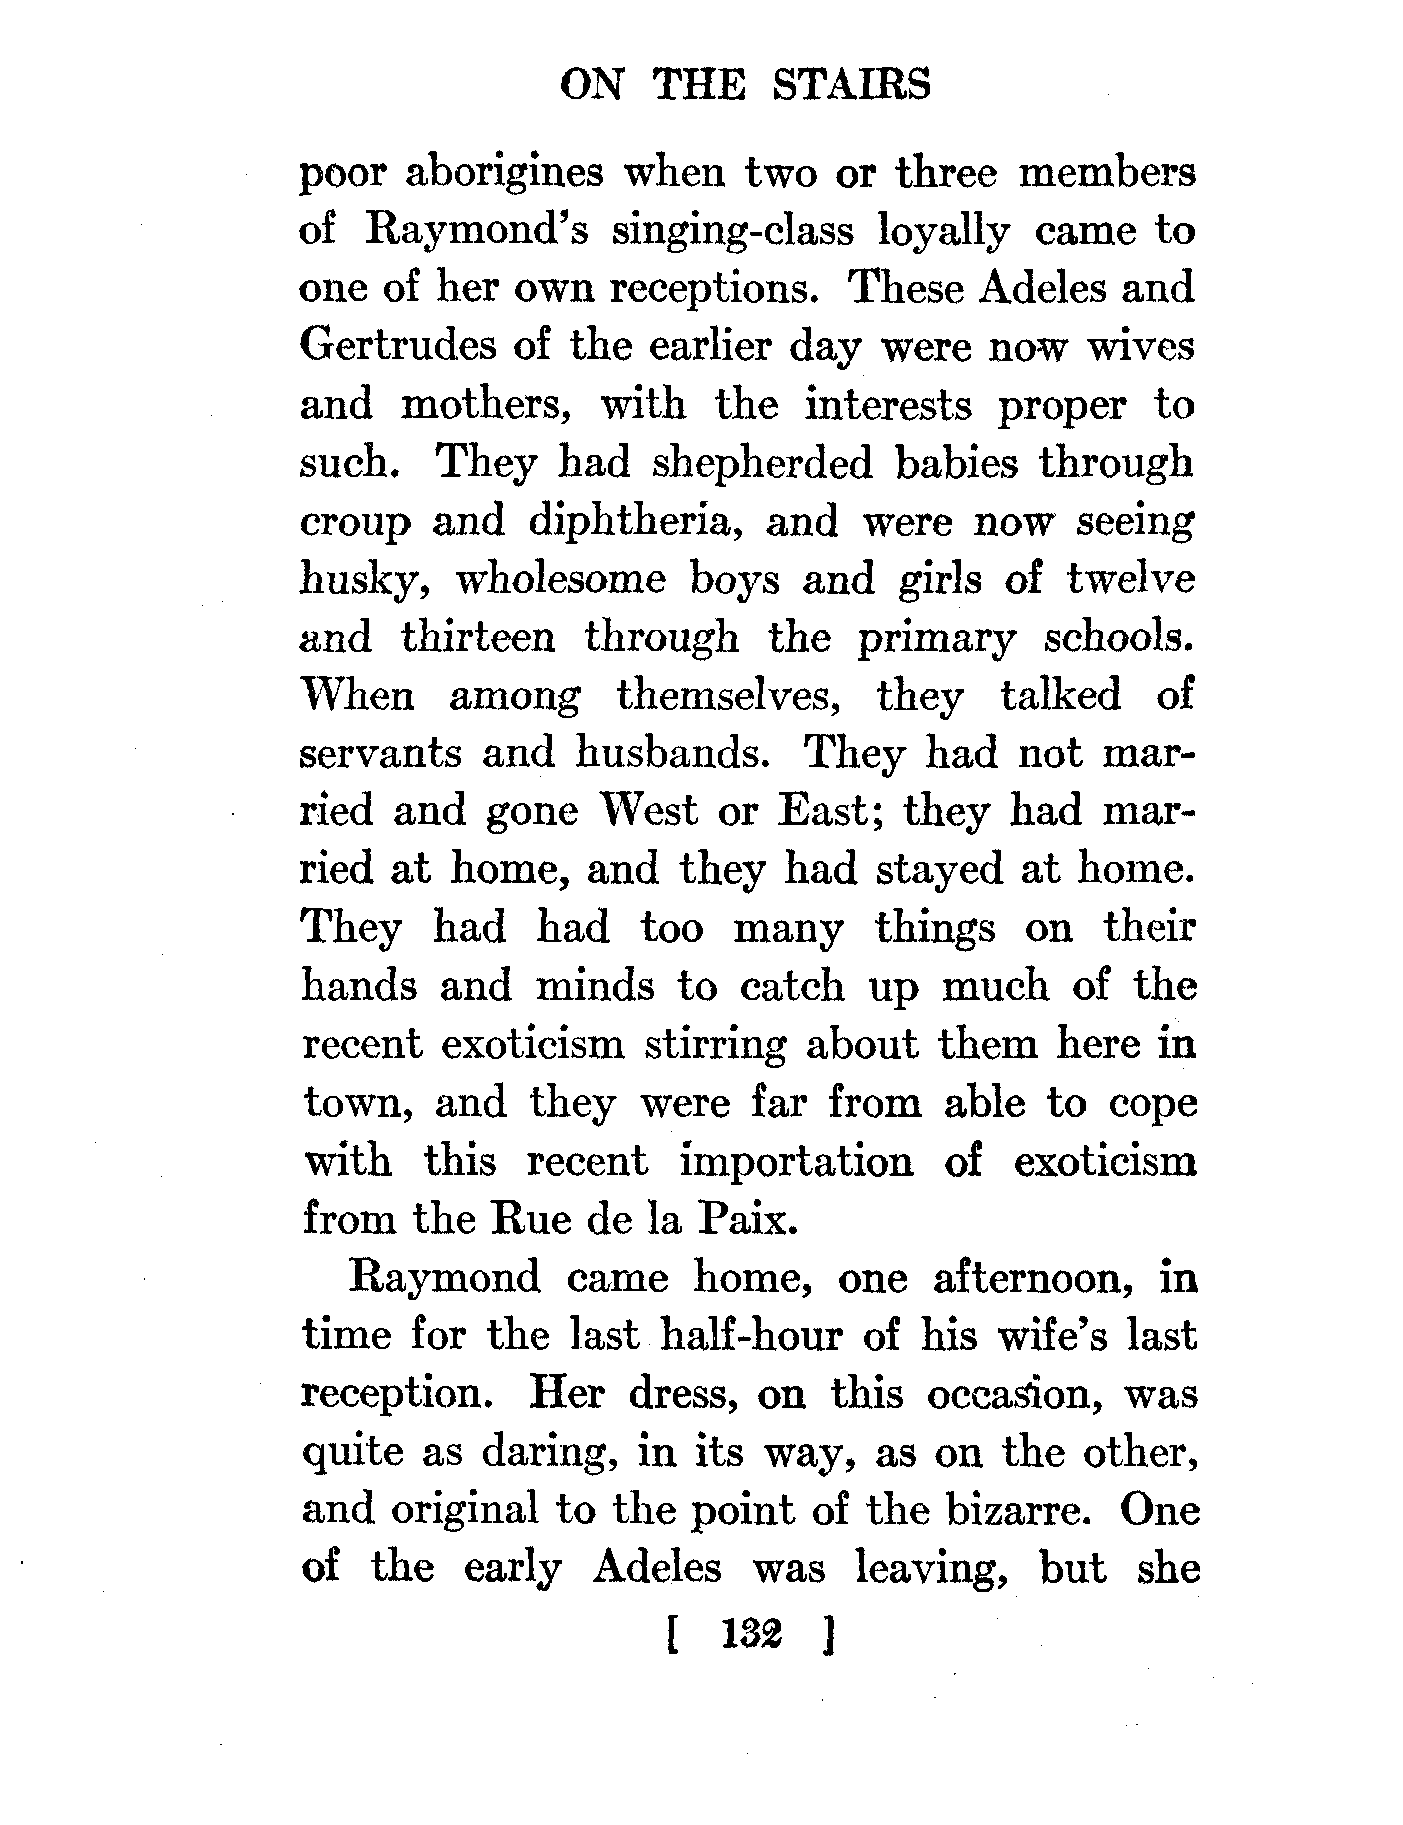 ON THE STAIRS
poor aborigines when two or three members
of Raymond's singing-class loyally came to
one of her own receptions. These Adeles and
Gertrudes of the earlier day were now wives
and mothers, with the interests proper to
such. They had shepherded babies through
croup and diphtheria, and were now seeing
husky, wholesome boys and girls of twelve
and thirteen through the primary schools.
When among themselves, they talked of
servants and husbands. They had not mar-
ried and gone West or East; they had mar-
ried at home, and they had stayed at home.
They had had too many things on their
hands and minds to catch up much of the
recent exoticism stirring about them here in
town, and they were far from able to cope
with this recent importation of exoticism
from the Rue de la Paix.
Raymond came home, one afternoon, in
time for the last half-hour of his wife's last
reception. Her dress, on this occasion, was
quite as daring, in its way, as on the other,
and original to the point of the bizarre. One
of the early Adeles was leaving, but she
[ 132 ]